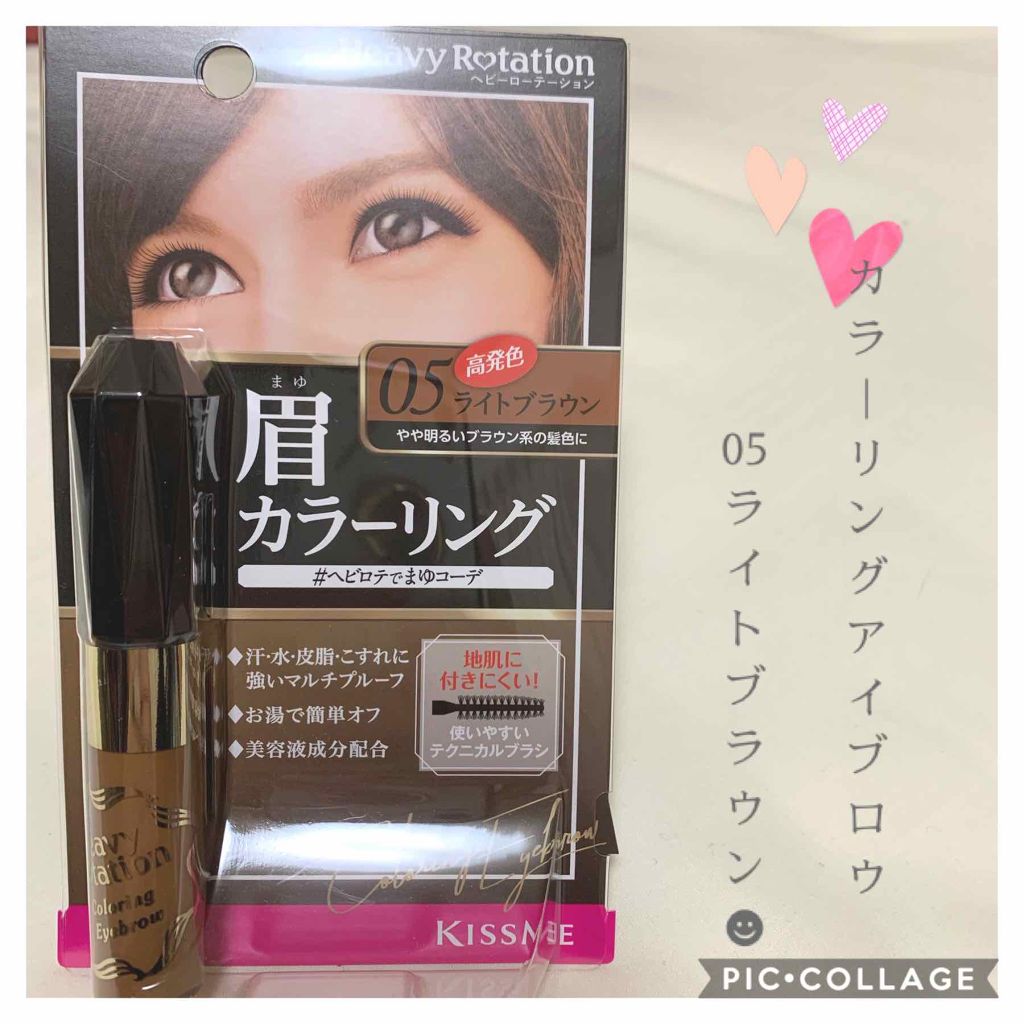 Heavy Rotation
ヘビーローテーション
高発色
05 ライトブラウン
やや明るいブラウン系の髪色に
まゆ
眉
カラーリング
#ヘビロテでまゆコーデ
◆汗・水・皮脂・こすれに
強いマルチプルーフ
◆お湯で簡単オフ
◆美容液成分配合
地肌に
付きにくい!
使いやすい
テクニカルブラシ
Coloring Eyebrow
KISSME
Heavy
Rotation
Coloring
Eyebrow
カラーリングアイブロウ
05ライトブラウン☻
PIC•COLLAGE